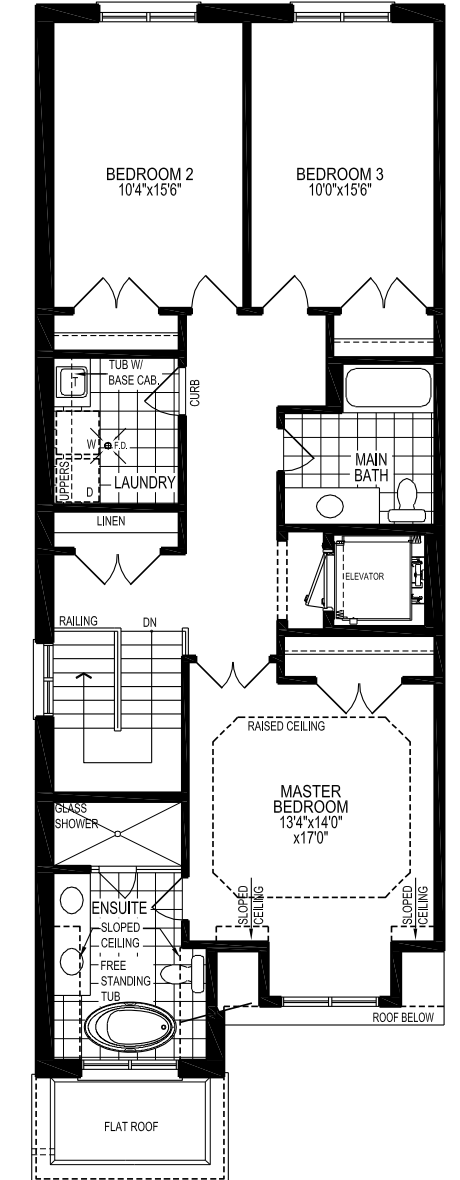 BEDROOM 2
10'4"x15'6"
BEDROOM 3
10'0"x15'6"
TUB W/
BASE CAB.
T
CURB
W
F.D.
UPPERS
D
LAUNDRY
MAIN
BATH
LINEN
ELEVATOR
RAILING
DN
RAISED CEILING
MASTER
BEDROOM
13'4"x14'0"
x17'0"
GLASS
SHOWER
ENSUITE
SLOPED
CEILING
SLOPED
CEILING
SLOPED
CEILING
FREE
STANDING
TUB
ROOF BELOW
FLAT ROOF